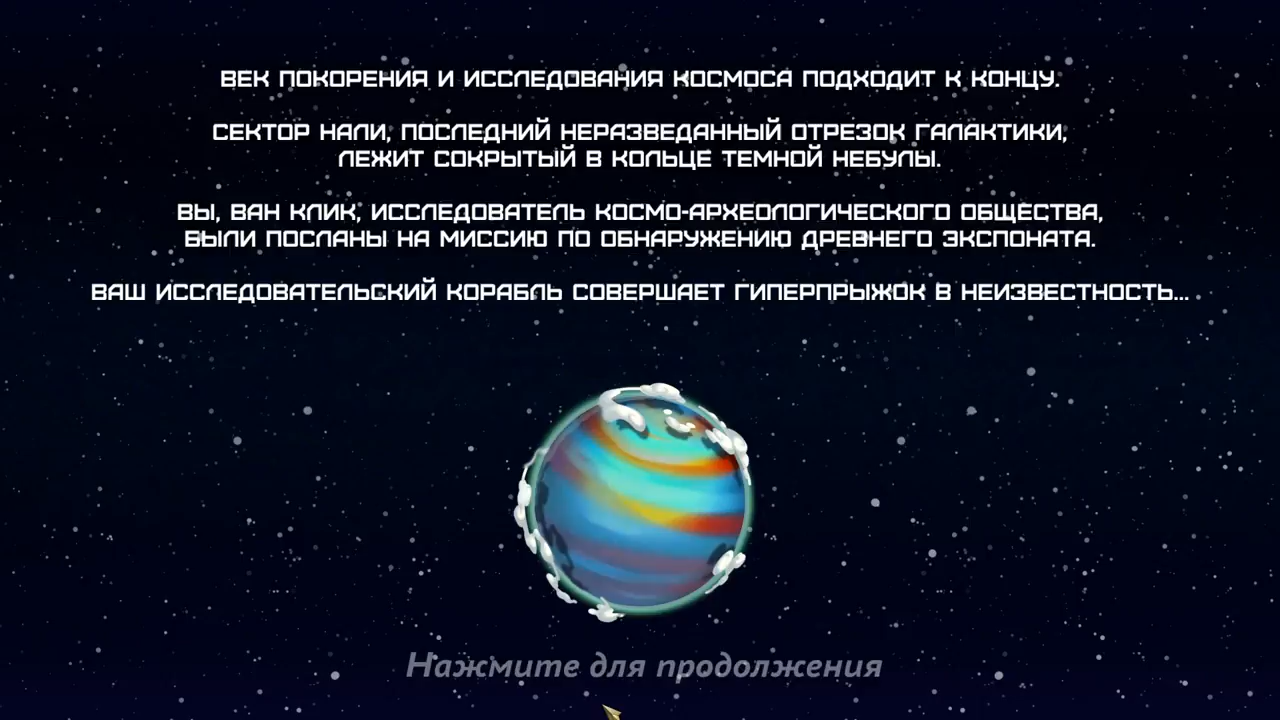 ВЕК ПОКОРЕНИЯ И ИССЛЕДОВАНИЯ КОСМОСА ПОДХОДИТ К КОНЦУ.
СЕКТОР НАЛИ, ПОСЛЕДНИЙ НЕРАЗВЕДАННЫЙ ОТРЕЗОК ГАЛАКТИКИ,
ЛЕЖИТ СОКРЫТЫЙ В КОЛЬЦЕ ТЕМНОЙ НЕБУЛЫ.
ВЫ, ВАН КЛИК, ИССЛЕДОВАТЕЛЬ КОСМО-АРХЕОЛОГИЧЕСКОГО ОБЩЕСТВА,
БЫЛИ ПОСЛАНЫ НА МИССИЮ ПО ОБНАРУЖЕНИЮ ДРЕВНЕГО ЭКСПОНАТА.
ВАШ ИССЛЕДОВАТЕЛЬСКИЙ КОРАБЛЬ СОВЕРШАЕТ ГИПЕРПРЫЖОК В НЕИЗВЕСТНОСТЬ...
Нажмите для продолжения